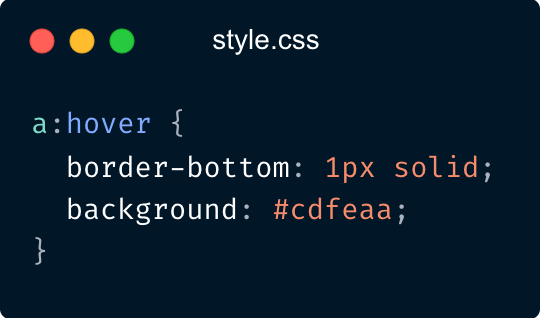 style.css
a:hover {
  border-bottom: 1px solid;
  background: #cdfeaa;
}